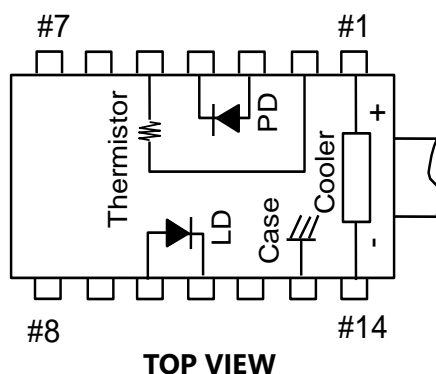 #7
#1
Thermistor
PD
+
Cooler
LD
Case
-
#8
#14
TOP VIEW